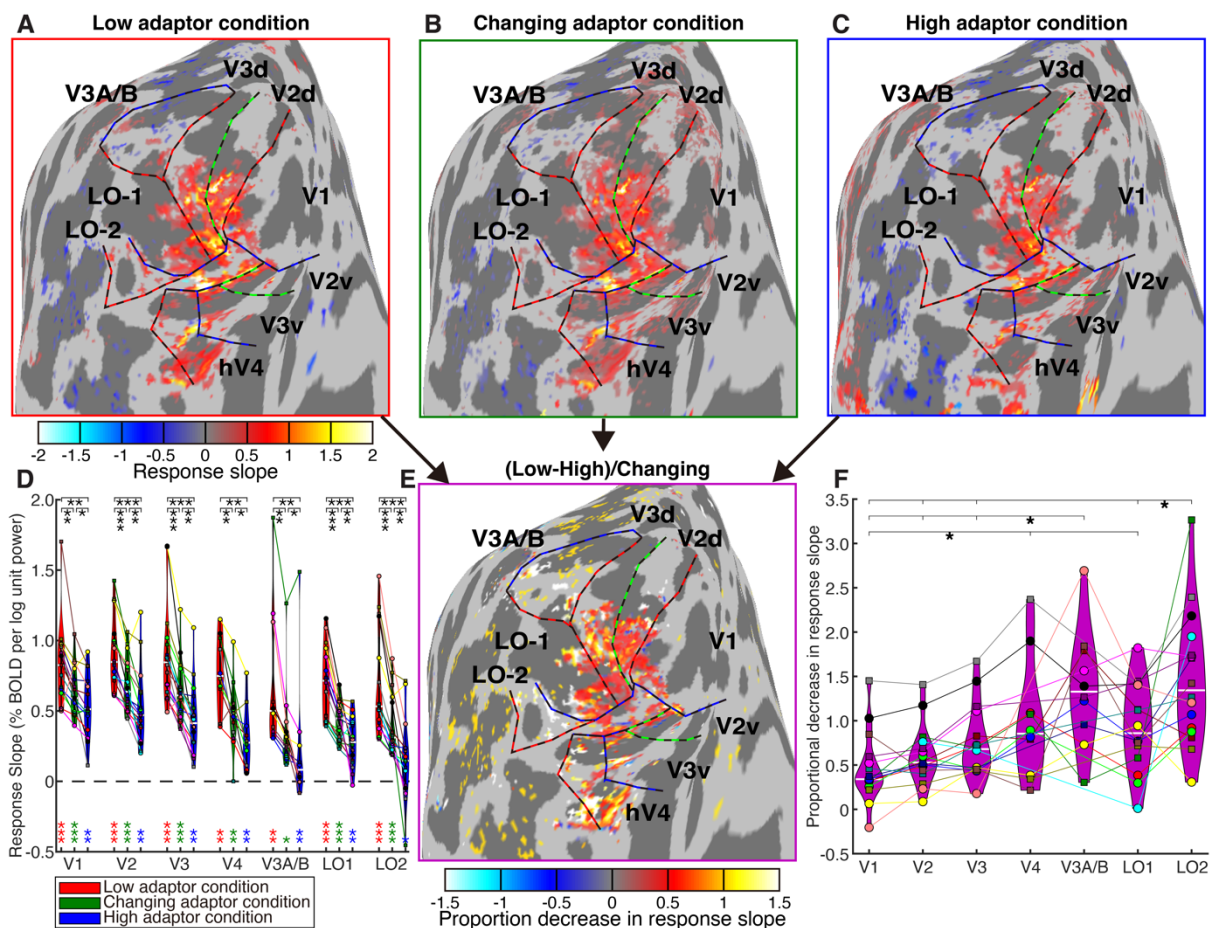 A Low adaptor condition
B Changing adaptor condition
C High adaptor condition
V3d
V3A/B
V2d
LO-1
V1
LO-2
V2v
V3v
hV4
V3d
V3A/B
V2d
LO-1
V1
LO-2
V2v
V3v
hV4
V3d
V3A/B
V2d
LO-1
V1
LO-2
V2v
V3v
hV4
-2 -1.5 -1 -0.5 0 0.5 1 1.5 2
Response slope
D
2.0
1.5
1.0
0.5
0
-0.5
Response Slope (% BOLD per log unit power)
V1 V2 V3 V4 V3A/B LO1 LO2
Low adaptor condition
Changing adaptor condition
High adaptor condition
E (Low-High)/Changing
V3d
V3A/B
V2d
LO-1
V1
LO-2
V2v
V3v
hV4
-1.5 -1 -0.5 0 0.5 1 1.5
Proportion decrease in response slope
F
3.5
3.0
2.5
2.0
1.5
1.0
0.5
0
-0.5
Proportional decrease in response slope
* * *
V1 V2 V3 V4 V3A/B LO1 LO2